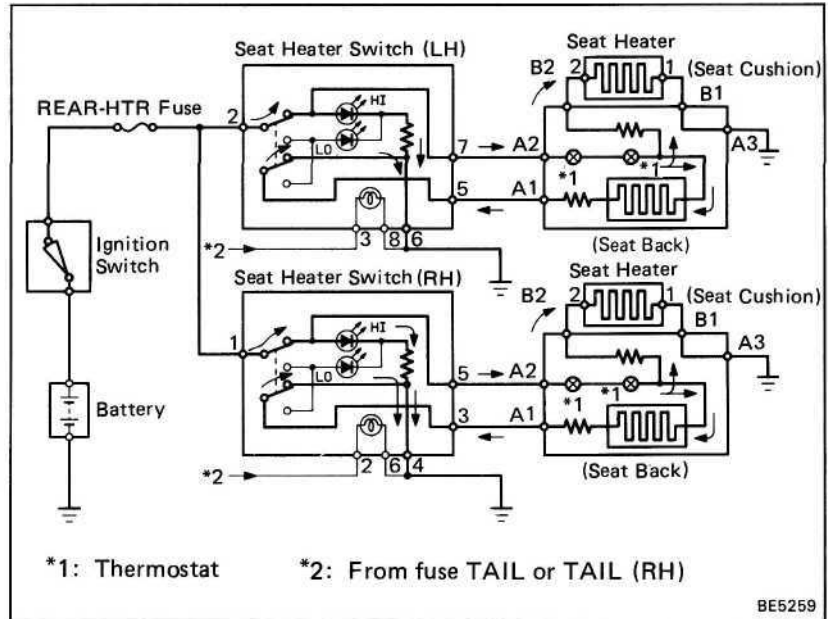 Seat Heater Switch (LH)
Seat Heater
(Seat Cushion)
REAR-HTR Fuse
2
HI
LO
7
5
3
8
6
*2
A2
A1
B2
2
1
B1
A3
*1
*1
(Seat Back)
Ignition
Switch
Battery
Seat Heater Switch (RH)
Seat Heater
(Seat Cushion)
1
HI
LO
5
3
2
6
4
*2
A2
A1
B2
2
1
B1
A3
*1
*1
(Seat Back)
*1: Thermostat
*2: From fuse TAIL or TAIL (RH)
BE5259